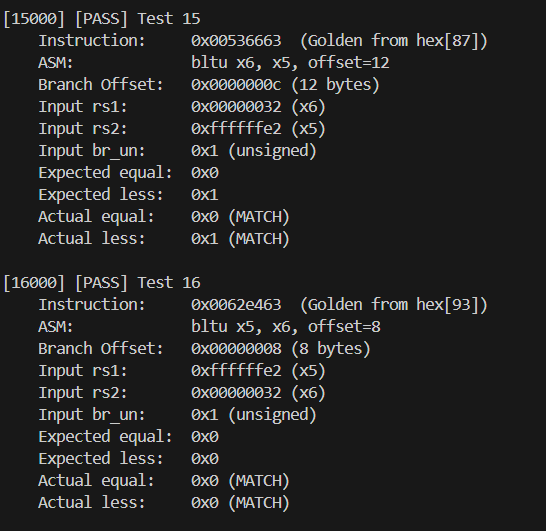 [15000] [PASS] Test 15
Instruction: 0x00536663 (Golden from hex[87])
ASM: bltu x6, x5, offset=12
Branch Offset: 0x0000000c (12 bytes)
Input rs1: 0x00000032 (x6)
Input rs2: 0xffffffe2 (x5)
Input br_un: 0x1 (unsigned)
Expected equal: 0x0
Expected less: 0x1
Actual equal: 0x0 (MATCH)
Actual less: 0x1 (MATCH)
[16000] [PASS] Test 16
Instruction: 0x0062e463 (Golden from hex[93])
ASM: bltu x5, x6, offset=8
Branch Offset: 0x00000008 (8 bytes)
Input rs1: 0xffffffe2 (x5)
Input rs2: 0x00000032 (x6)
Input br_un: 0x1 (unsigned)
Expected equal: 0x0
Expected less: 0x0
Actual equal: 0x0 (MATCH)
Actual less: 0x0 (MATCH)